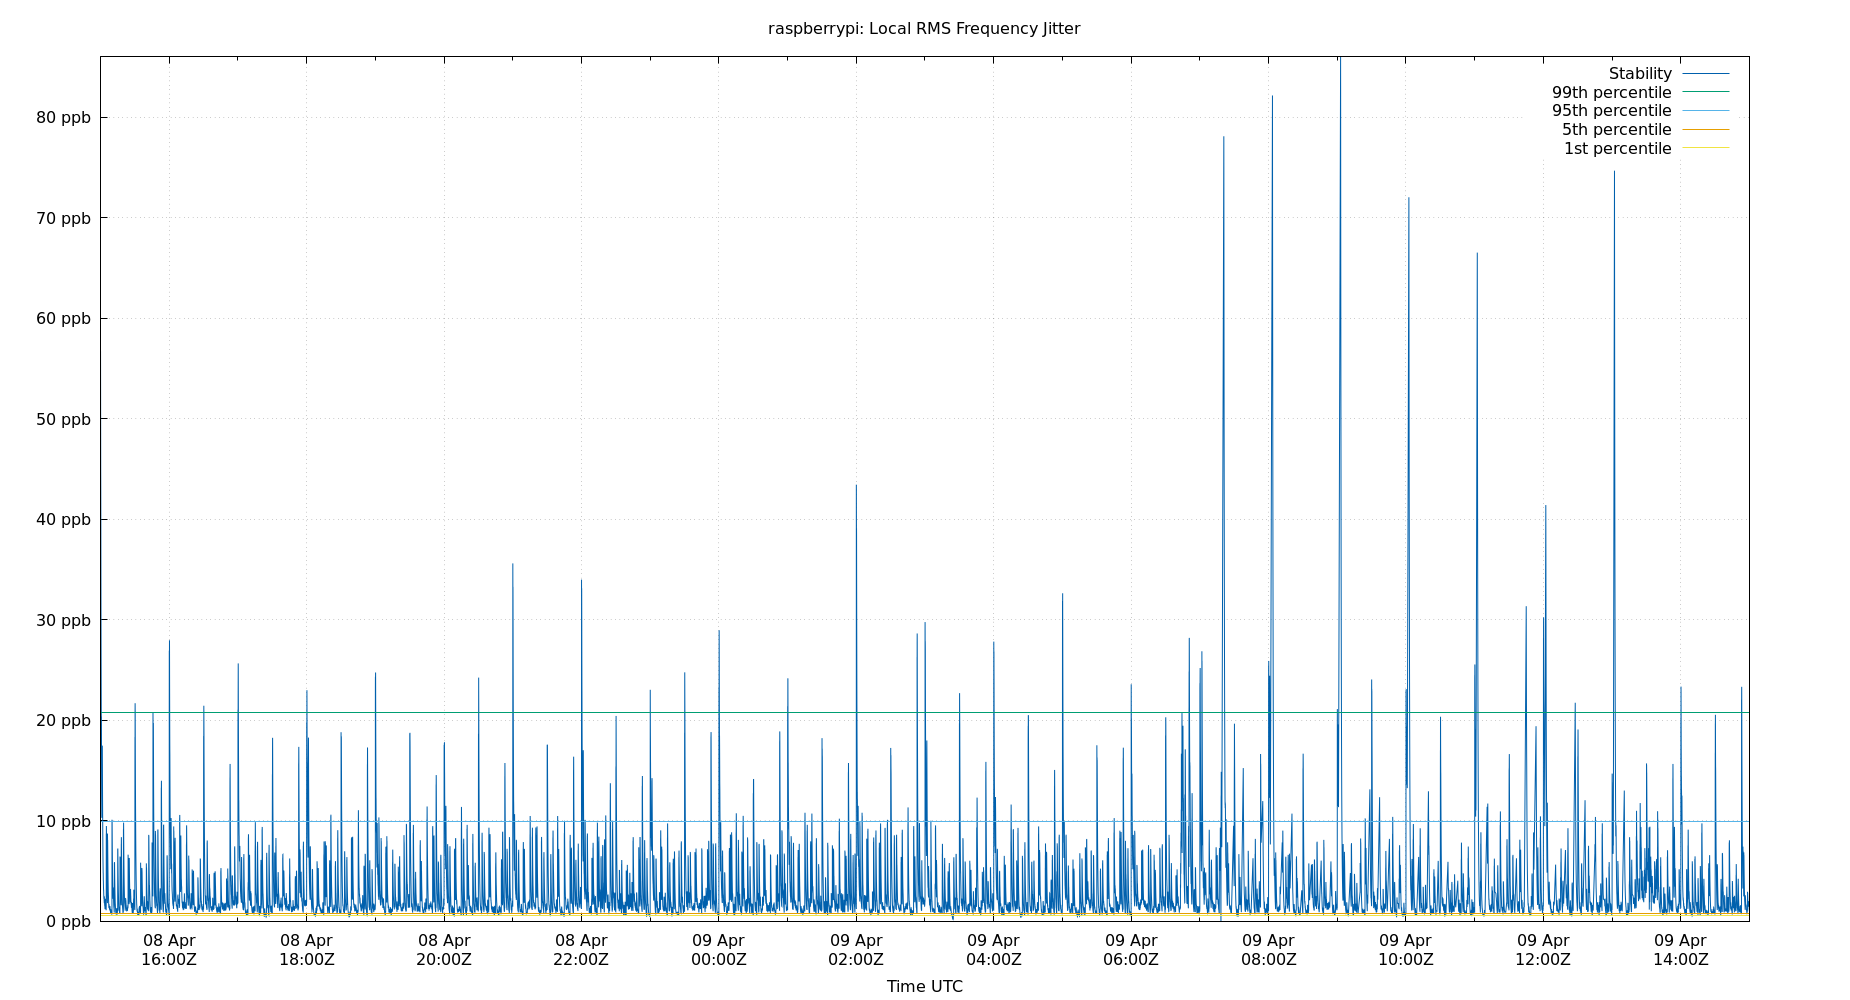 raspberrypi: Local RMS Frequency Jitter
Stability
99th percentile
95th percentile
5th percentile
1st percentile
80 ppb
70 ppb
60 ppb
50 ppb
40 ppb
30 ppb
20 ppb
10 ppb
0 ppb
08 Apr 08 Apr 08 Apr 08 Apr 09 Apr 09 Apr 09 Apr 09 Apr 09 Apr 09 Apr 09 Apr 09 Apr
16:00Z 18:00Z 20:00Z 22:00Z 00:00Z 02:00Z 04:00Z 06:00Z 08:00Z 10:00Z 12:00Z 14:00Z
Time UTC